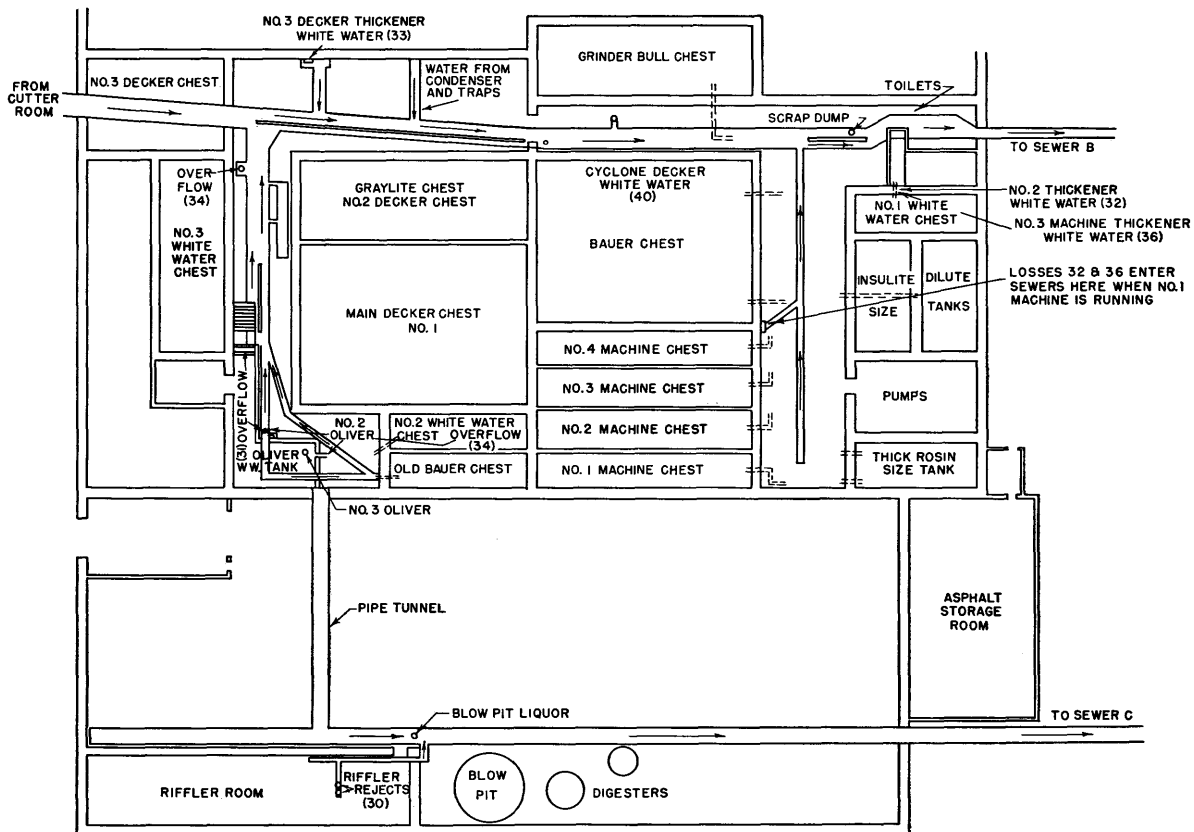 NO. 3 DECKER THICKENER
WHITE WATER (33)
GRINDER BULL CHEST
NO. 3 DECKER CHEST
WATER FROM
CONDENSER
AND TRAPS
FROM
CUTTER
ROOM
TOILETS
SCRAP DUMP
TO SEWER B
OVER
FLOW
(34)
GRAYLITE CHEST
NO. 2 DECKER CHEST
CYCLONE DECKER
WHITE WATER
(40)
BAUER CHEST
NO. 2 THICKENER
WHITE WATER (32)
NO. 1 WHITE
WATER CHEST
NO. 3 MACHINE THICKENER
WHITE WATER (36)
NO. 3
WHITE
WATER
CHEST
INSULITE
SIZE
DILUTE
TANKS
LOSSES 32 & 36 ENTER
SEWERS HERE WHEN NO. 1
MACHINE IS RUNNING
MAIN DECKER CHEST
NO. 1
NO. 4 MACHINE CHEST
NO. 3 MACHINE CHEST
PUMPS
(31) OVERFLOW
NO. 2
OLIVER
NO. 2 WHITE WATER
CHEST OVERFLOW
(34)
NO. 2 MACHINE CHEST
OLIVER
W.W. TANK
OLD BAUER CHEST
NO. 1 MACHINE CHEST
THICK ROSIN
SIZE TANK
NO. 3 OLIVER
PIPE TUNNEL
ASPHALT
STORAGE
ROOM
BLOW PIT LIQUOR
TO SEWER C
RIFFLER ROOM
RIFFLER
REJECTS
(30)
BLOW
PIT
DIGESTERS